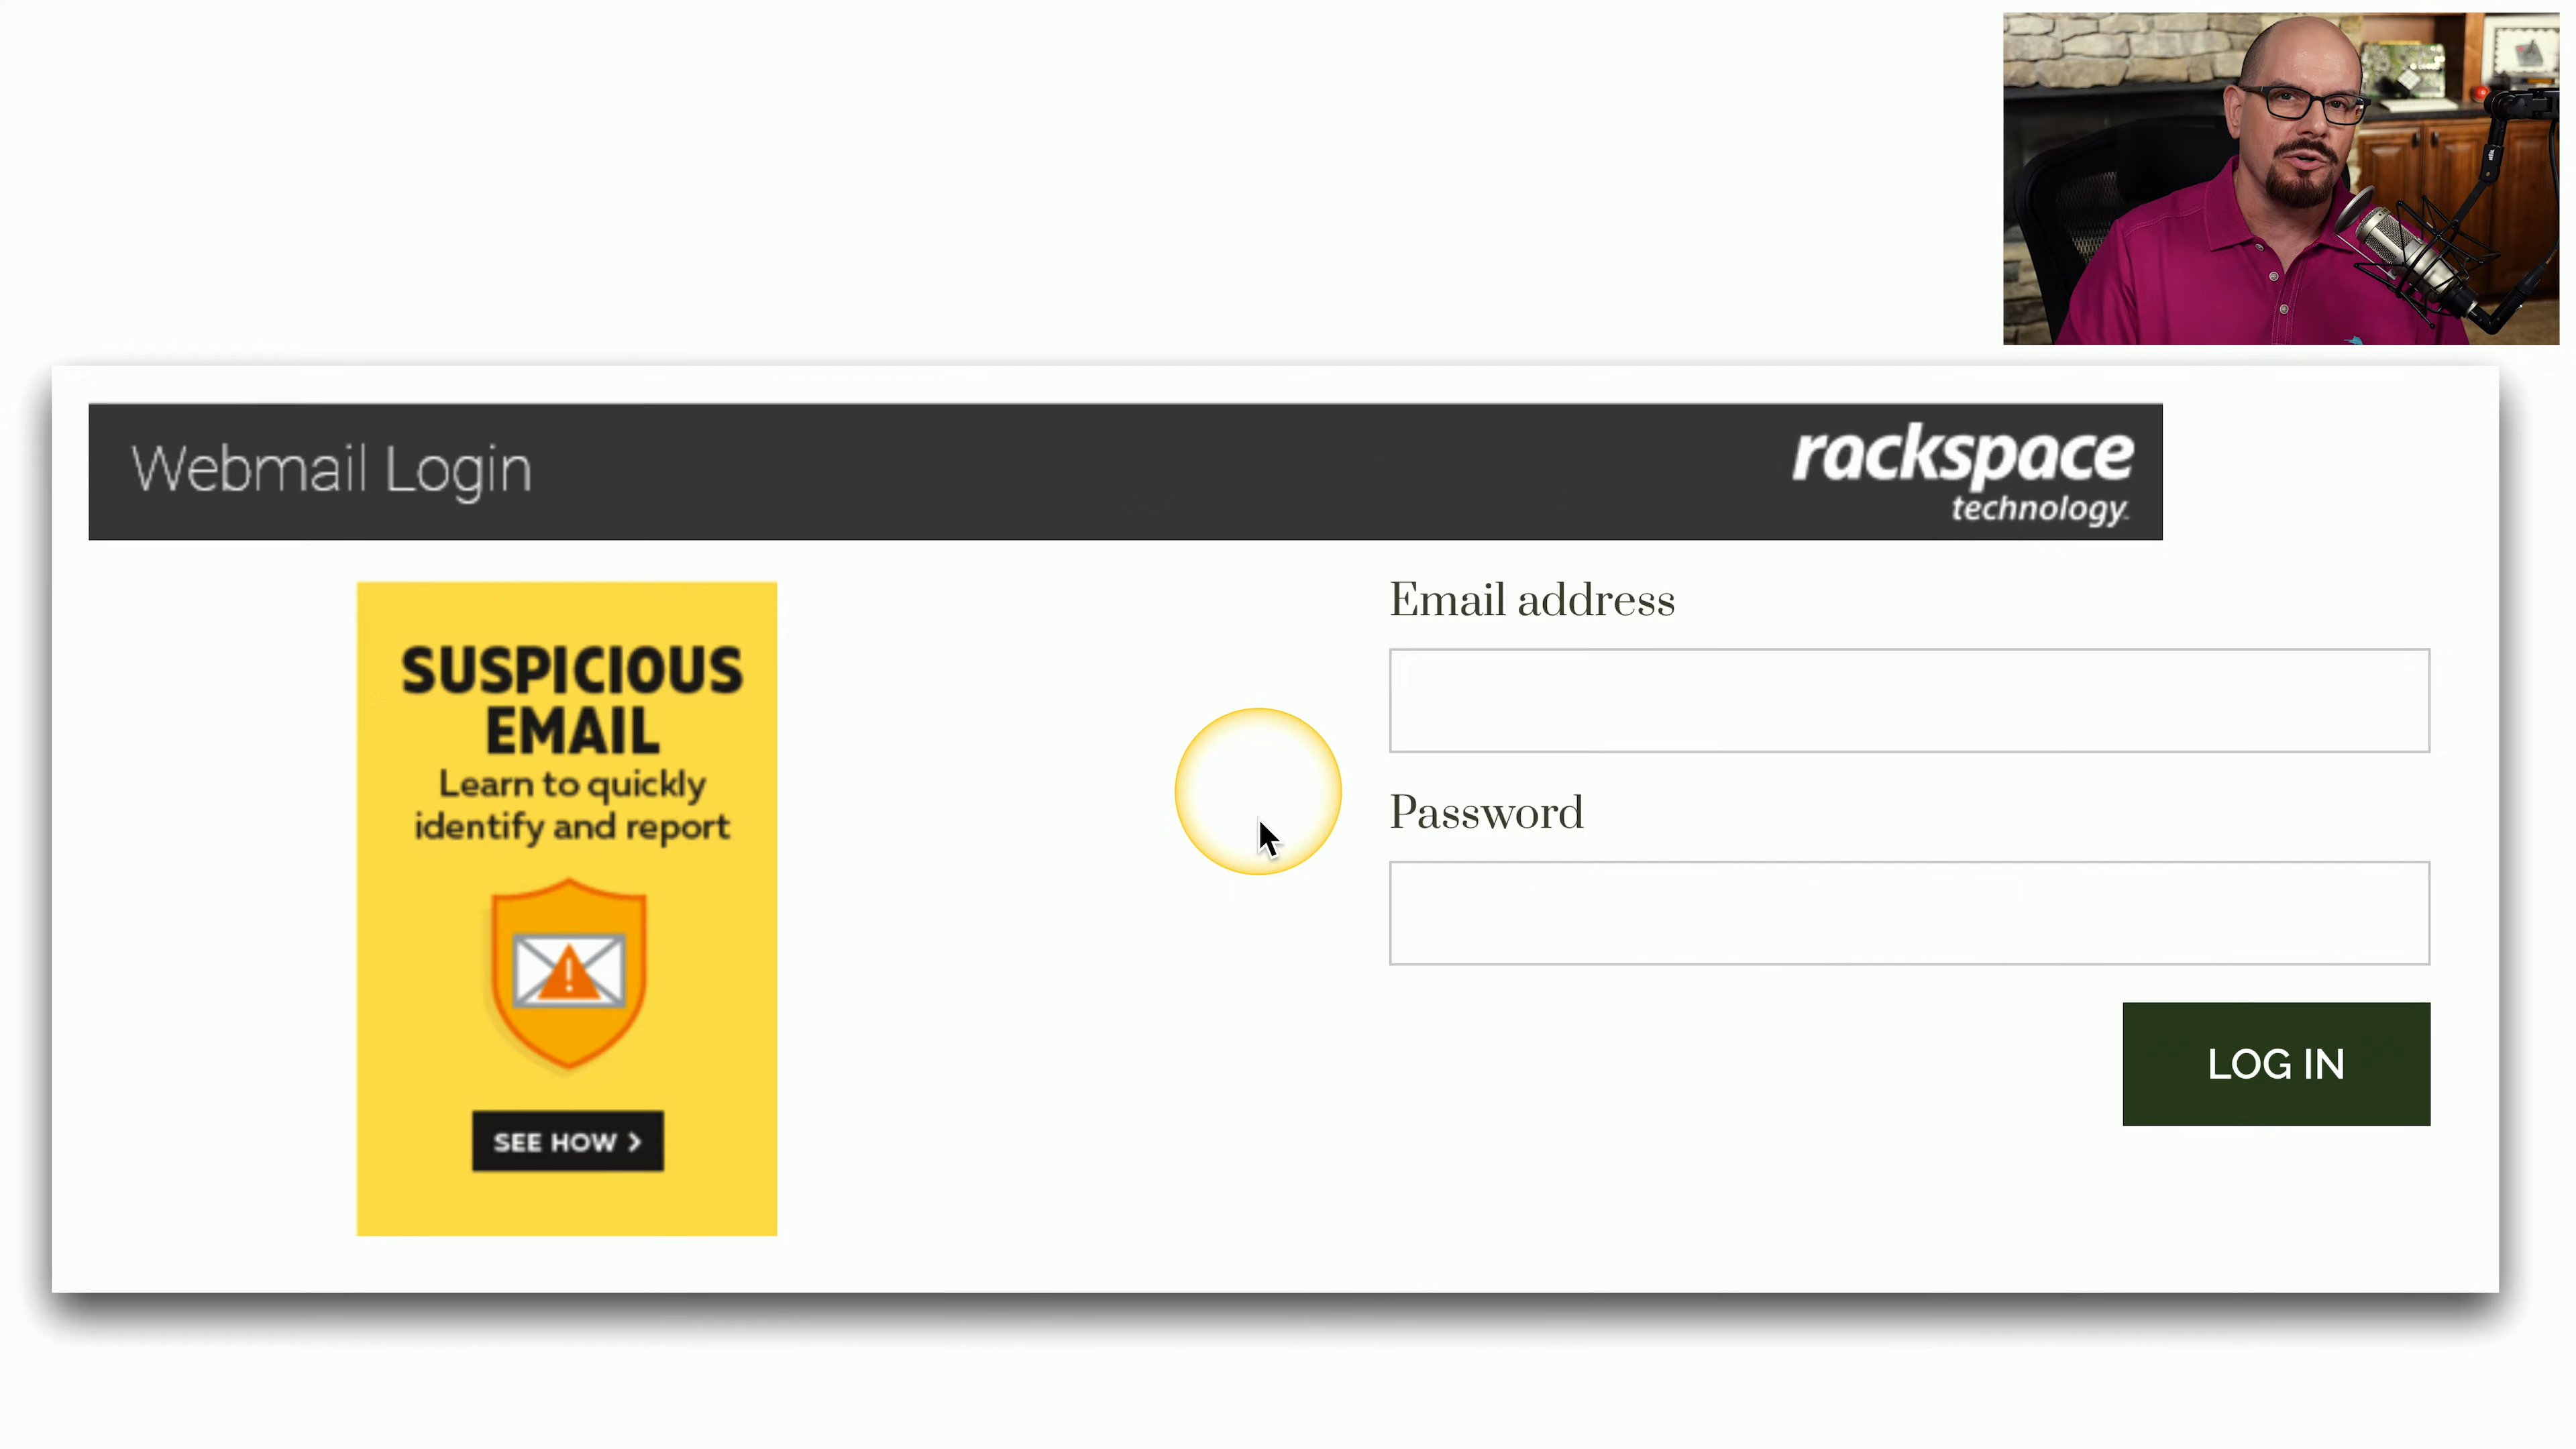 Webmail Login
rackspace
technology
SUSPICIOUS
EMAIL
Learn to quickly
identify and report
SEE HOW >
Email address
Password
LOG IN